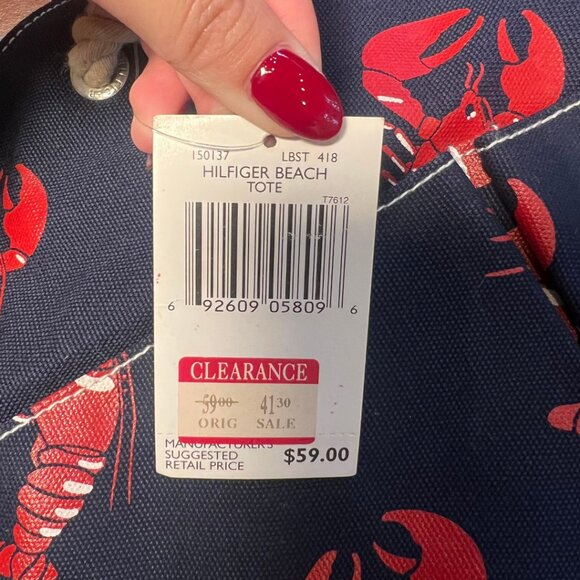 150137 LBST 418
HILFIGER BEACH
TOTE
T7612
6 92609 05809 6
CLEARANCE
59 00 41 30
ORIG SALE
MANUFACTURER'S
SUGGESTED
RETAIL PRICE $59.00